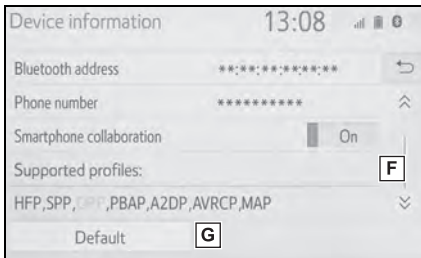 Device information 13:08
Bluetooth address **:**:**:**:**:**
Phone number **********
Smartphone collaboration On
Supported profiles: F
HFP,SPP,OPP,PBAP,A2DP,AVRCP,MAP
Default G